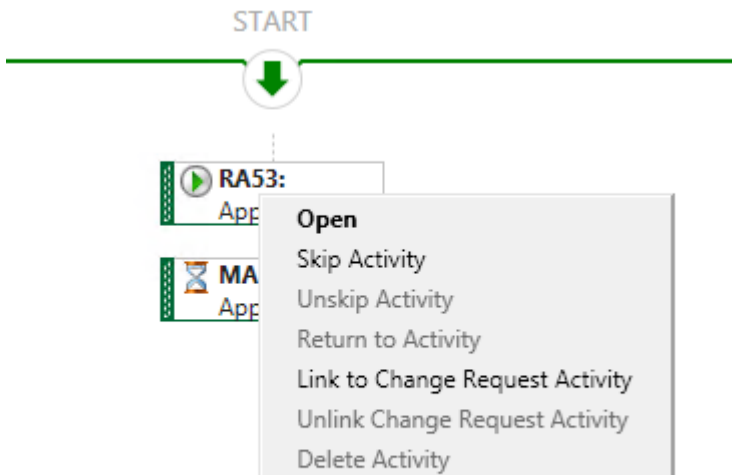 START
RA53:
App
MA
App
Open
Skip Activity
Unskip Activity
Return to Activity
Link to Change Request Activity
Unlink Change Request Activity
Delete Activity